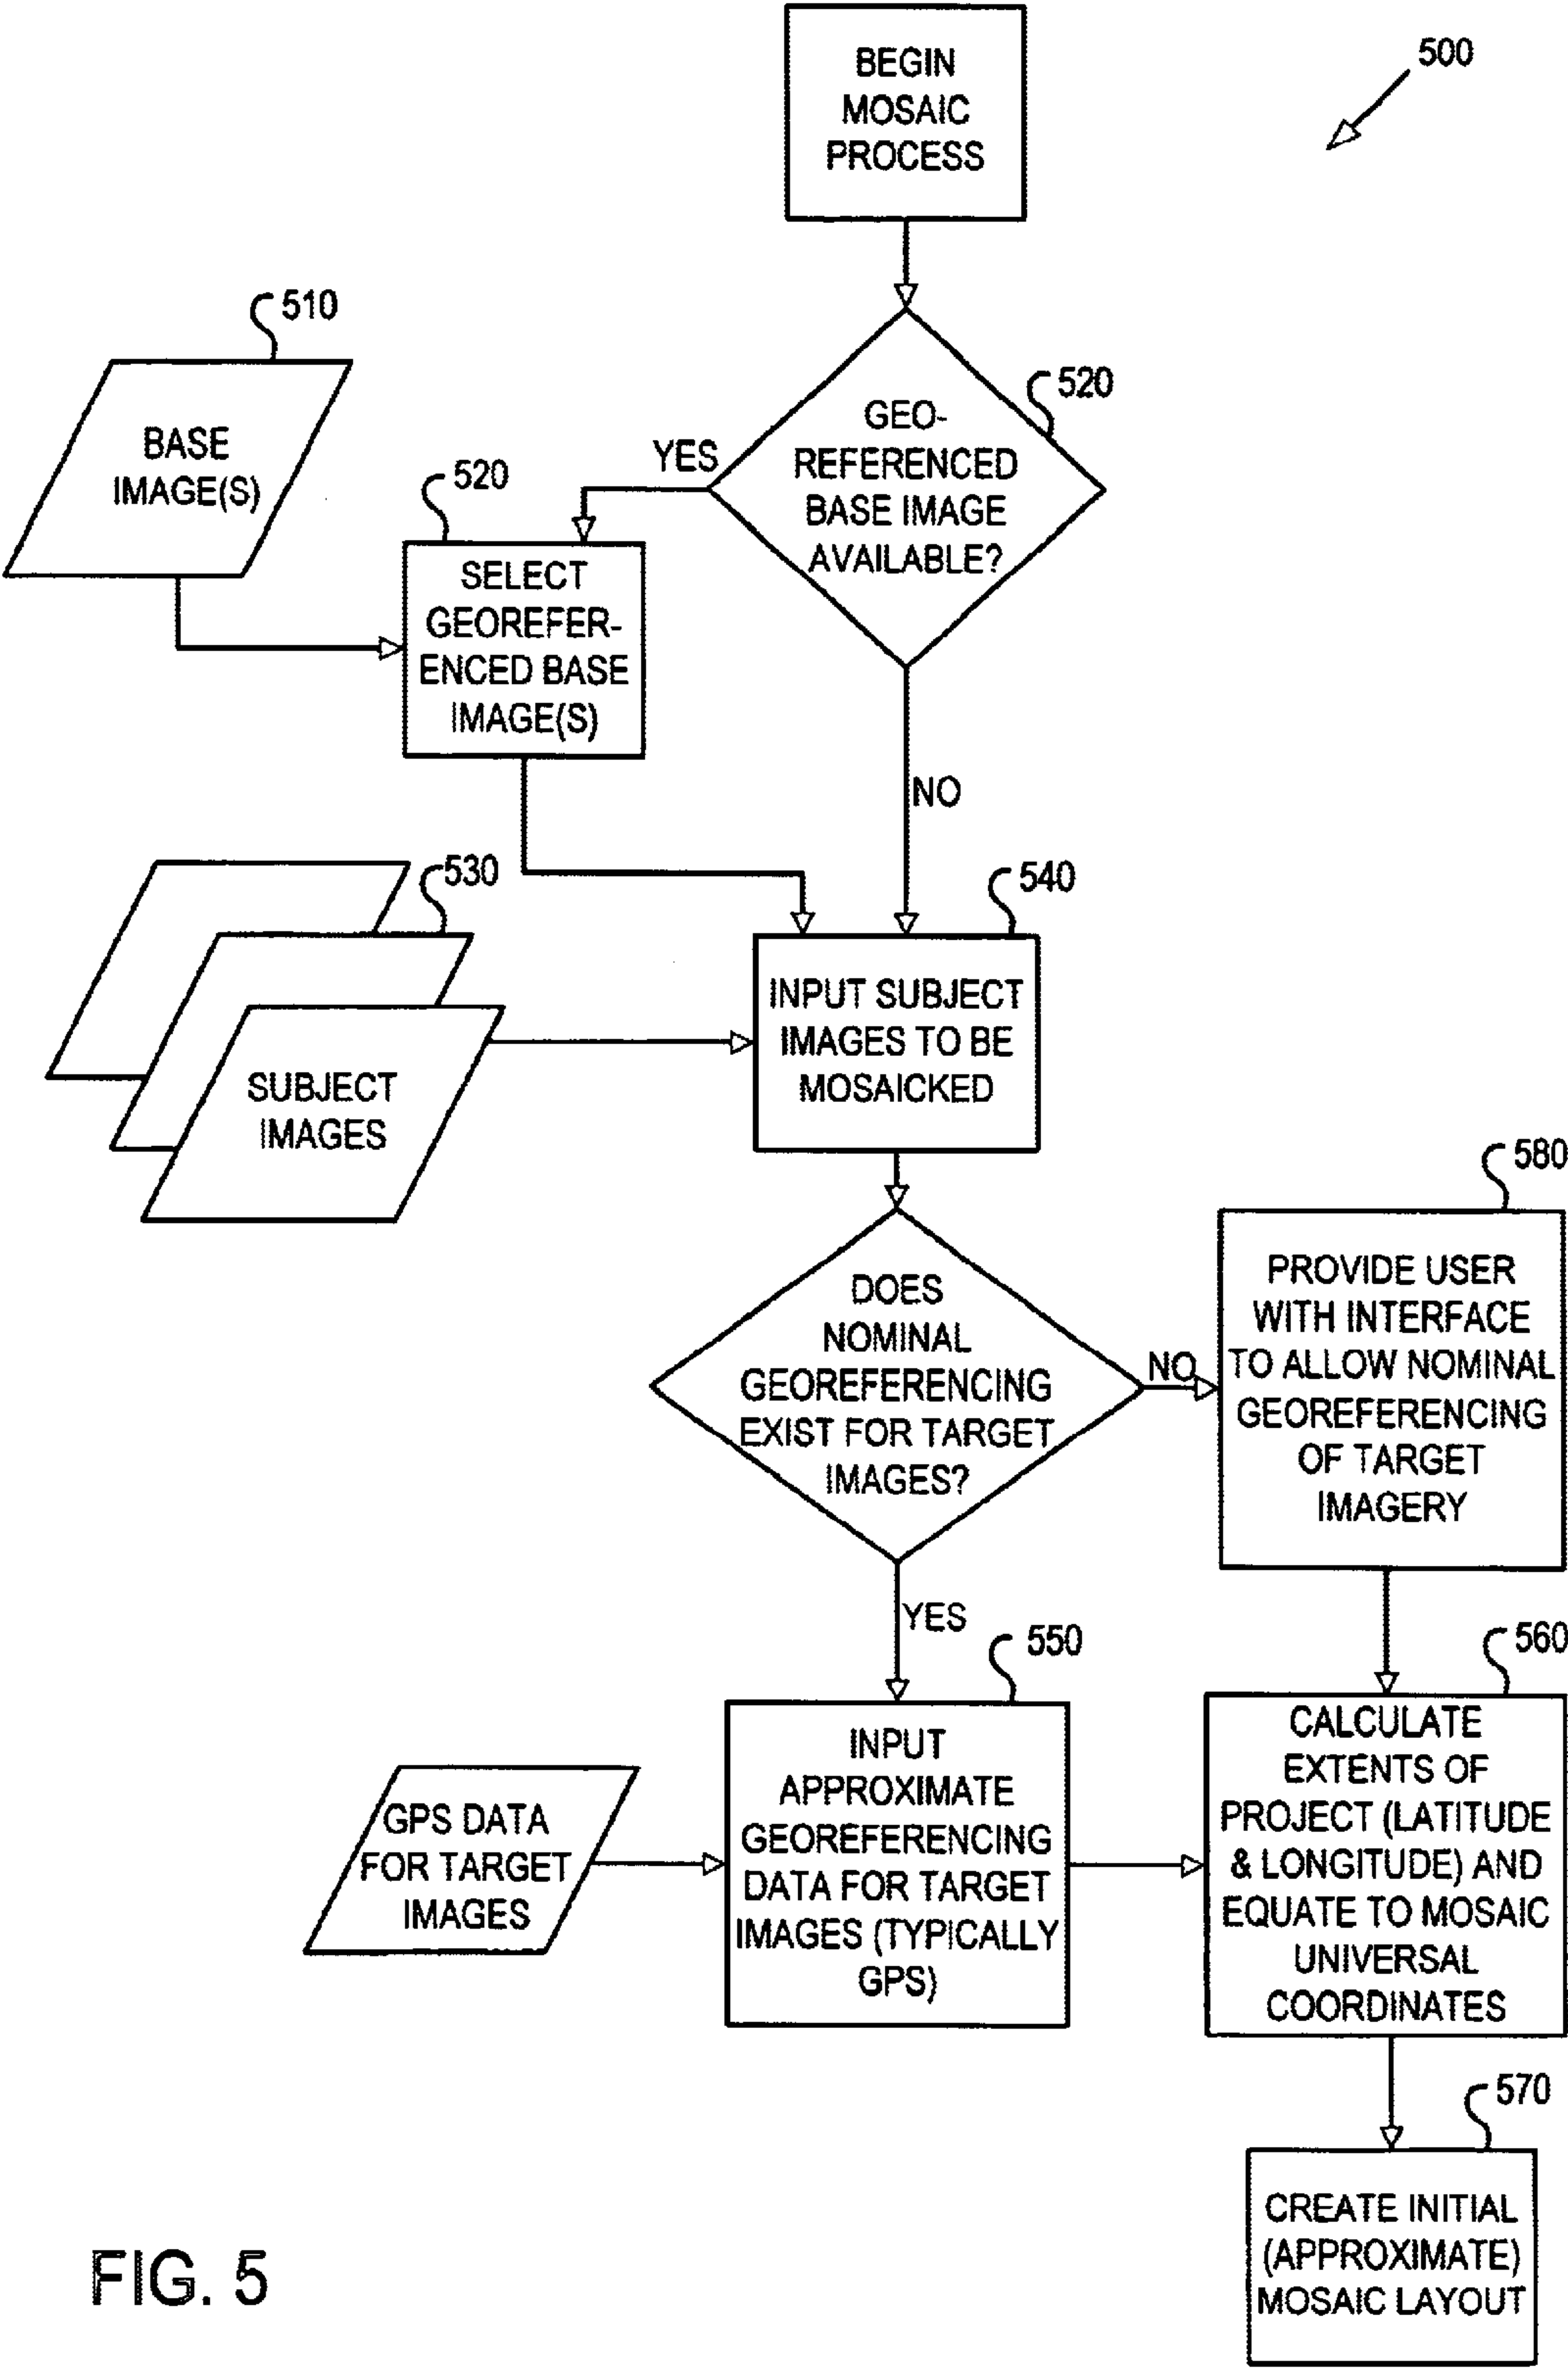 BEGIN
MOSAIC
PROCESS
500
510
BASE
IMAGE(S)
520
GEO-
REFERENCED
BASE IMAGE
AVAILABLE?
YES
520
SELECT
GEOREFER-
ENCED BASE
IMAGE(S)
NO
530
SUBJECT
IMAGES
540
INPUT SUBJECT
IMAGES TO BE
MOSAICKED
DOES
NOMINAL
GEOREFERENCING
EXIST FOR TARGET
IMAGES?
NO
580
PROVIDE USER
WITH INTERFACE
TO ALLOW NOMINAL
GEOREFERENCING
OF TARGET
IMAGERY
YES
GPS DATA
FOR TARGET
IMAGES
550
INPUT
APPROXIMATE
GEOREFERENCING
DATA FOR TARGET
IMAGES (TYPICALLY
GPS)
560
CALCULATE
EXTENTS OF
PROJECT (LATITUDE
& LONGITUDE) AND
EQUATE TO MOSAIC
UNIVERSAL
COORDINATES
570
CREATE INITIAL
(APPROXIMATE)
MOSAIC LAYOUT
FIG. 5